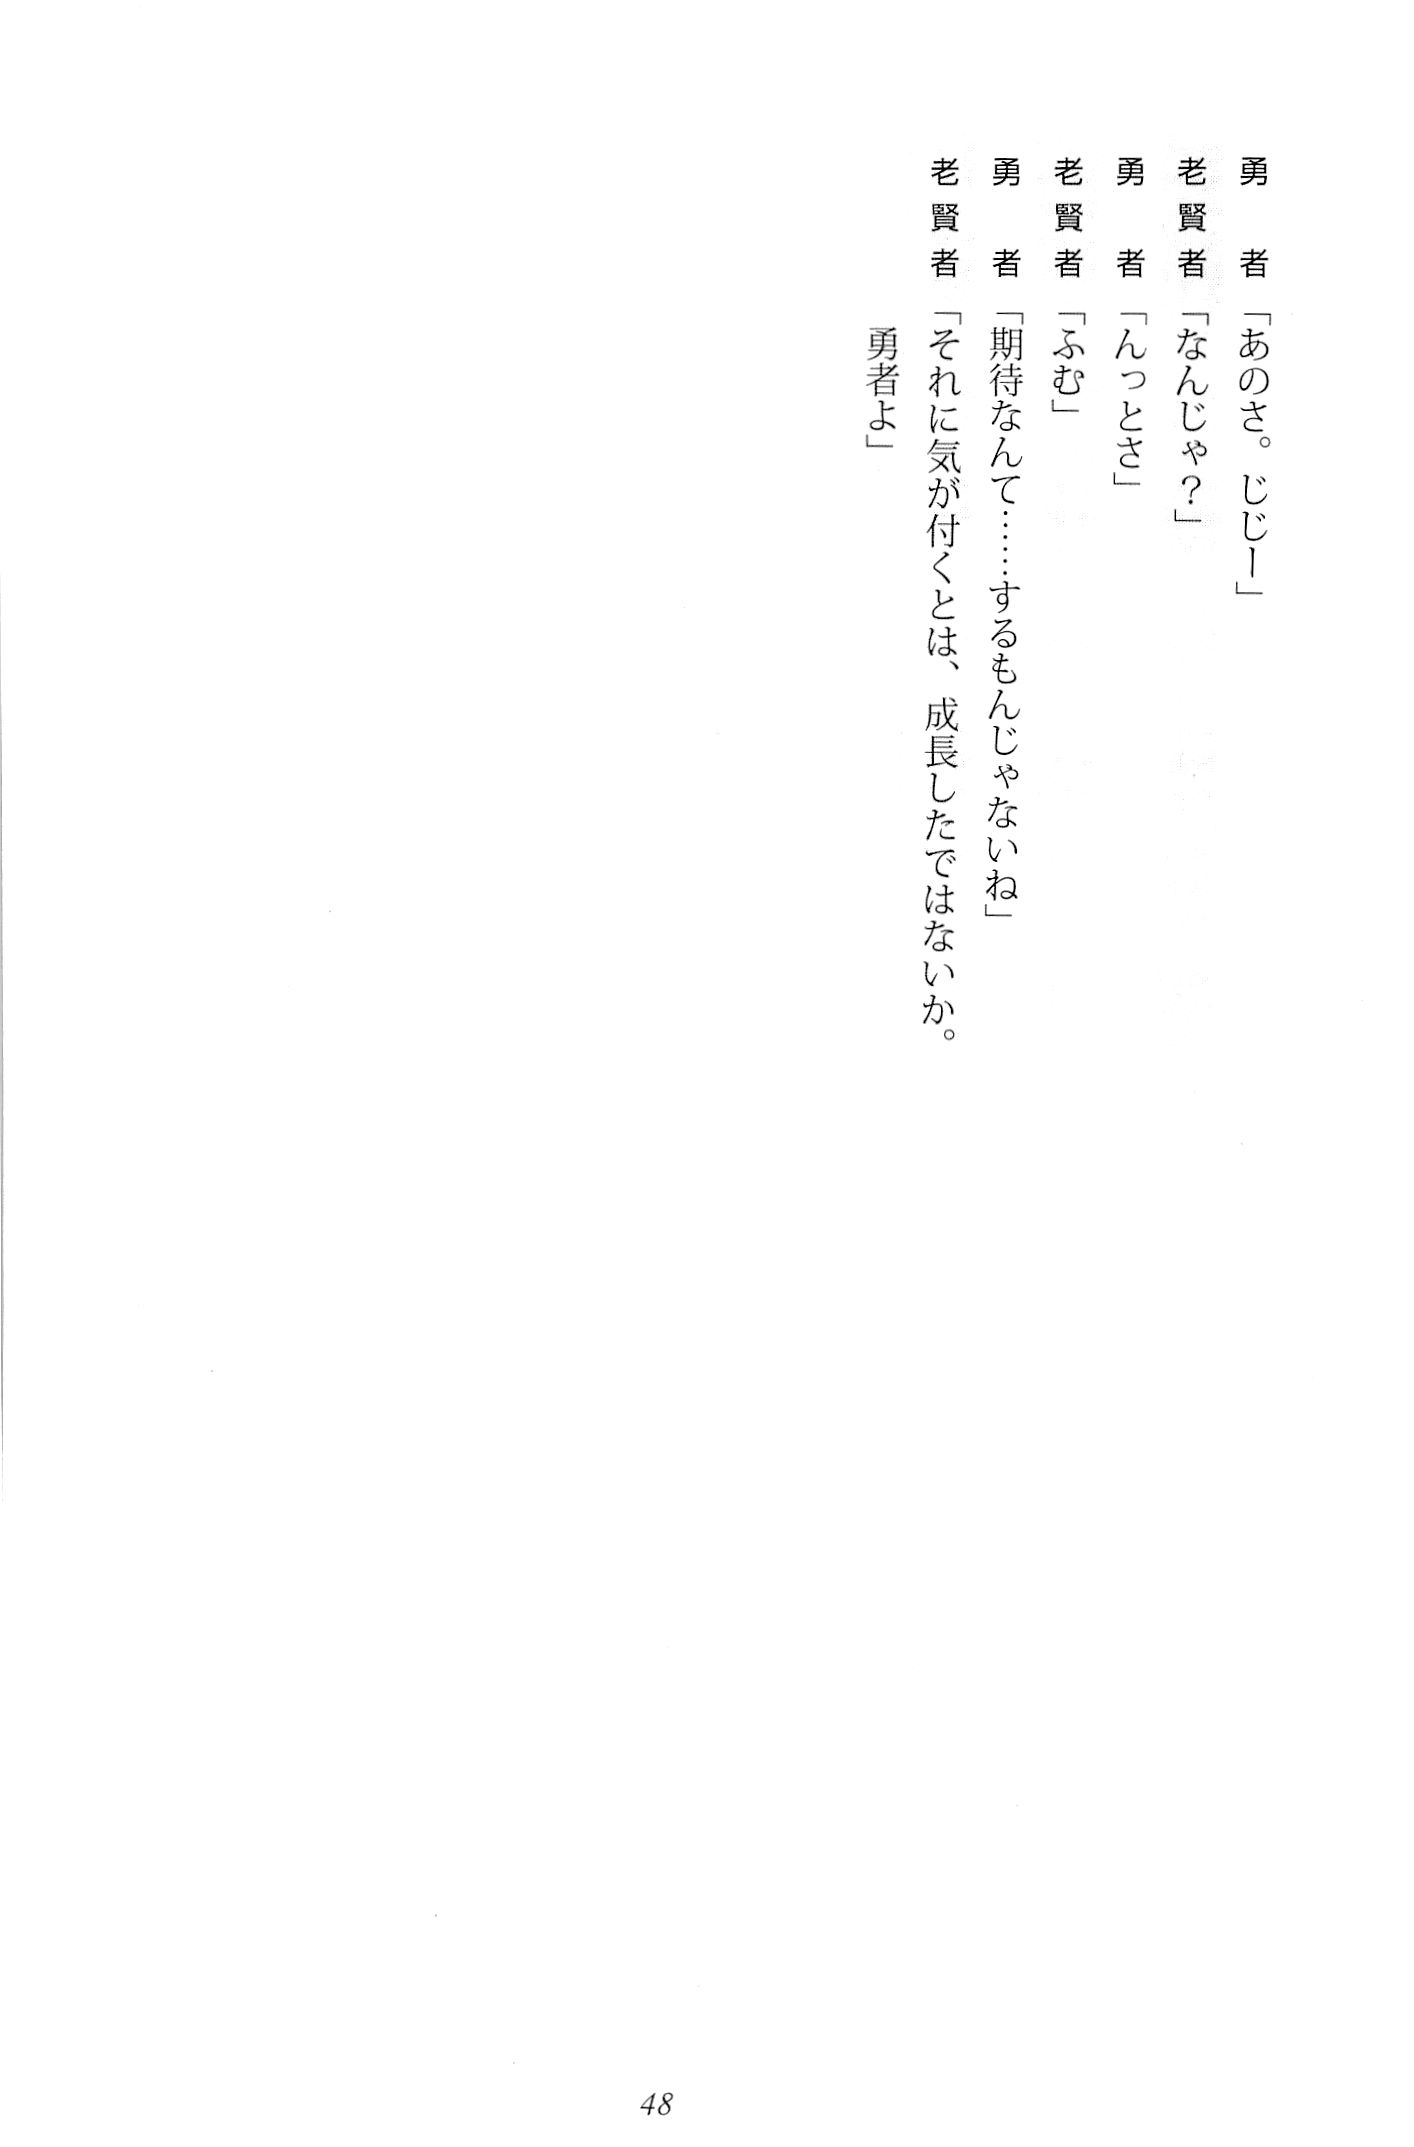 勇　者「あのさ。じじー」
老賢者「なんじゃ？」
勇　者「んっとさ」
老賢者「ふむ」
勇　者「期待なんて……するもんじゃないね」
老賢者「それに気が付くとは、成長したではないか。
勇者よ」
48